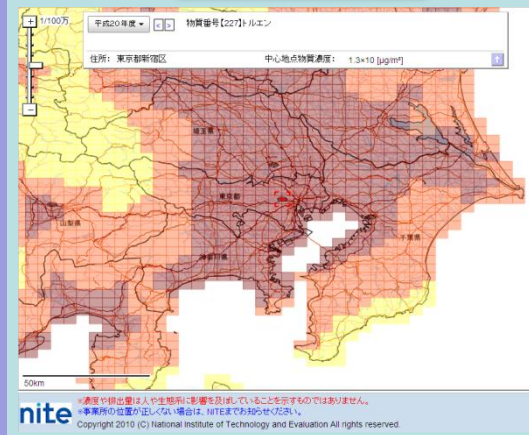 1/100万
平成20年度 物質番号【227】トルエン
住所： 東京都新宿区 中心地点物質濃度： 1.3×10 [μg/m³]
埼玉県
東京都
山梨県
千葉県
神奈川県
50km
※濃度や排出量は人や生態系に影響を及ぼしていることを示すものではありません。
※事業所の位置が正しくない場合は、NITEまでお知らせください。
nite
Copyright 2010 (C) National Institute of Technology and Evaluation All rights reserved.